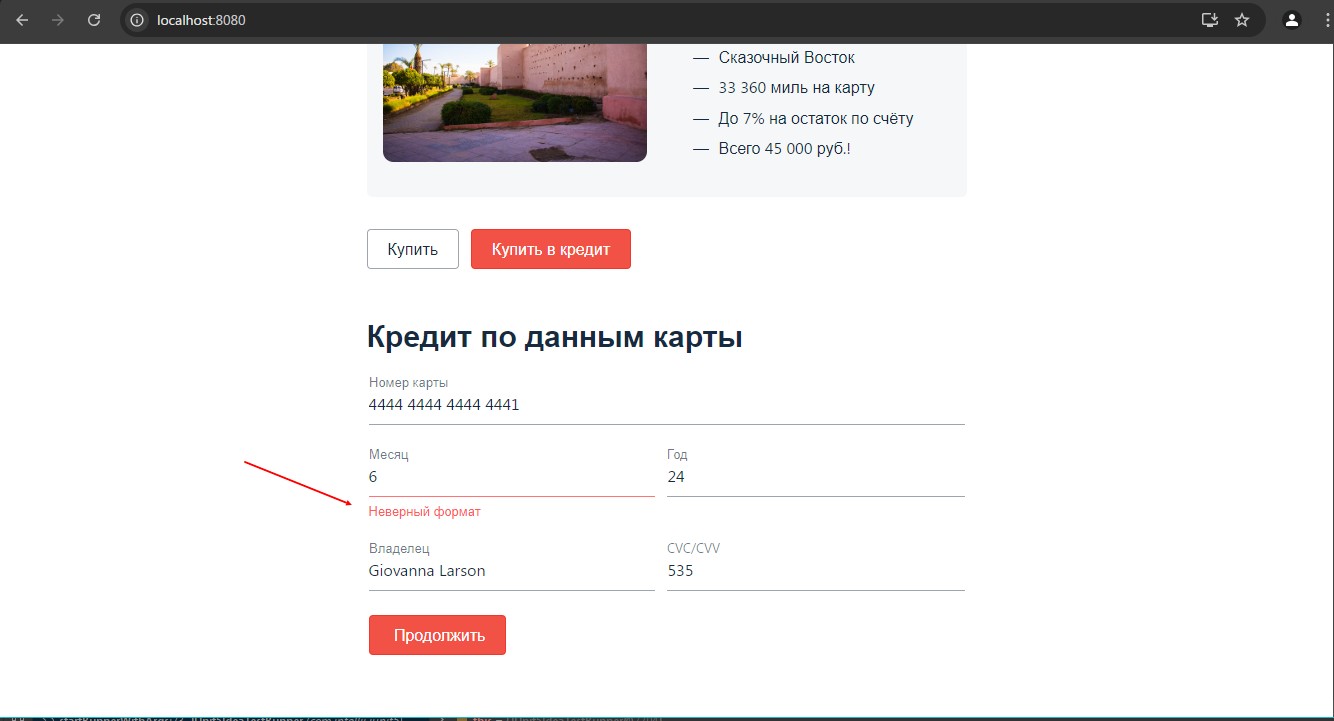 localhost:8080
— Сказочный Восток
— 33 360 миль на карту
— До 7% на остаток по счёту
— Всего 45 000 руб.!
Купить Купить в кредит
Кредит по данным карты
Номер карты
4444 4444 4444 4441
Месяц Год
6 24
Неверный формат
Владелец CVC/CVV
Giovanna Larson 535
Продолжить